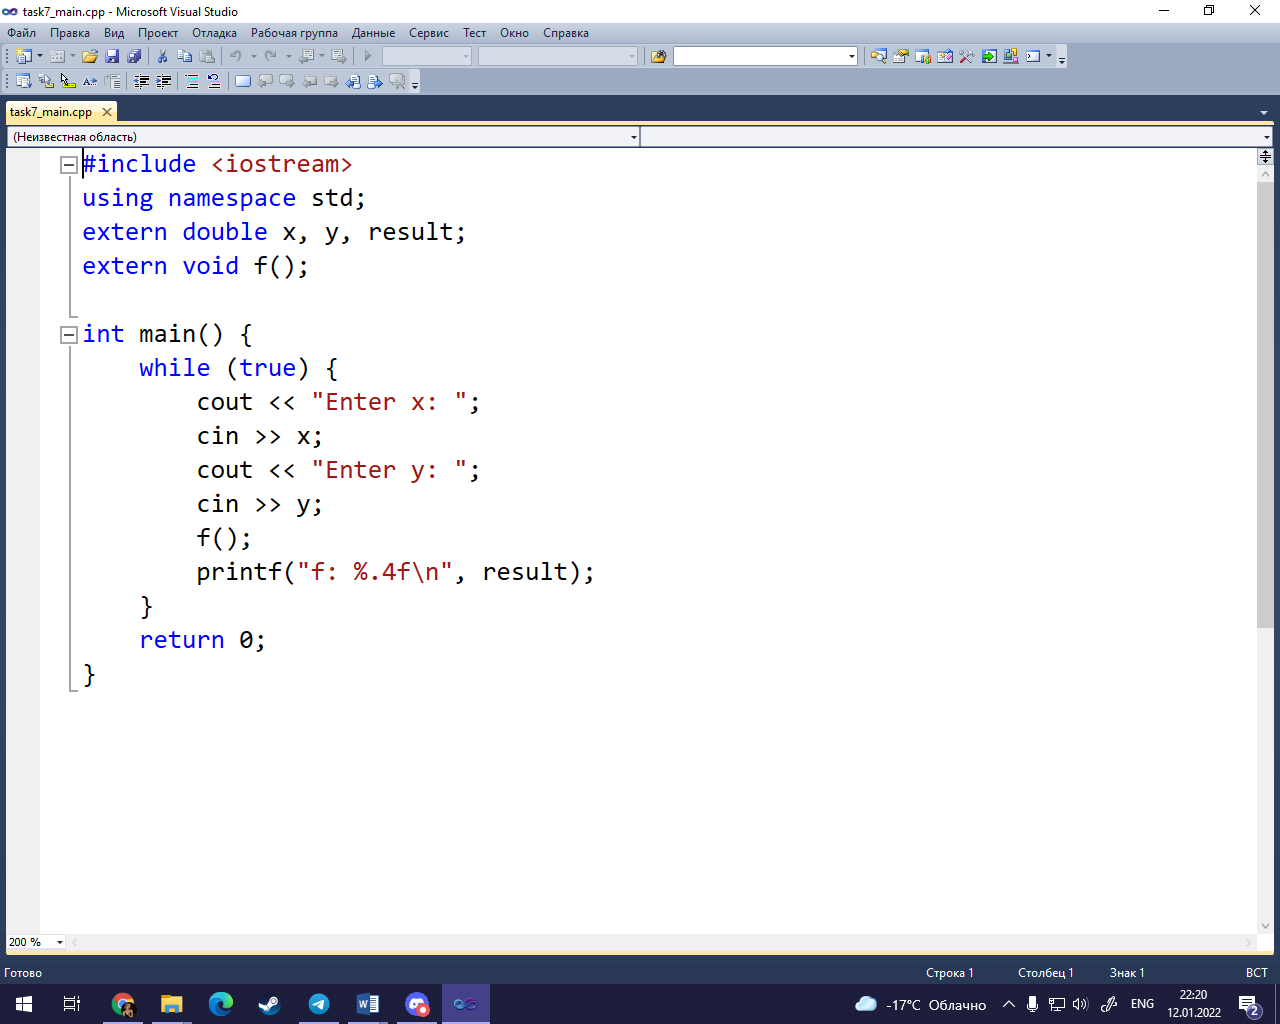 task7_main.cpp - Microsoft Visual Studio
Файл Правка Вид Проект Отладка Рабочая группа Данные Сервис Тест Окно Справка
task7_main.cpp
(Неизвестная область)
#include <iostream>
using namespace std;
extern double x, y, result;
extern void f();
int main() {
while (true) {
cout << "Enter x: ";
cin >> x;
cout << "Enter y: ";
cin >> y;
f();
printf("f: %.4f\n", result);
}
return 0;
}
200 %
Готово Строка 1 Столбец 1 Знак 1 ВСТ
-17°C Облачно ENG 22:20
12.01.2022 2